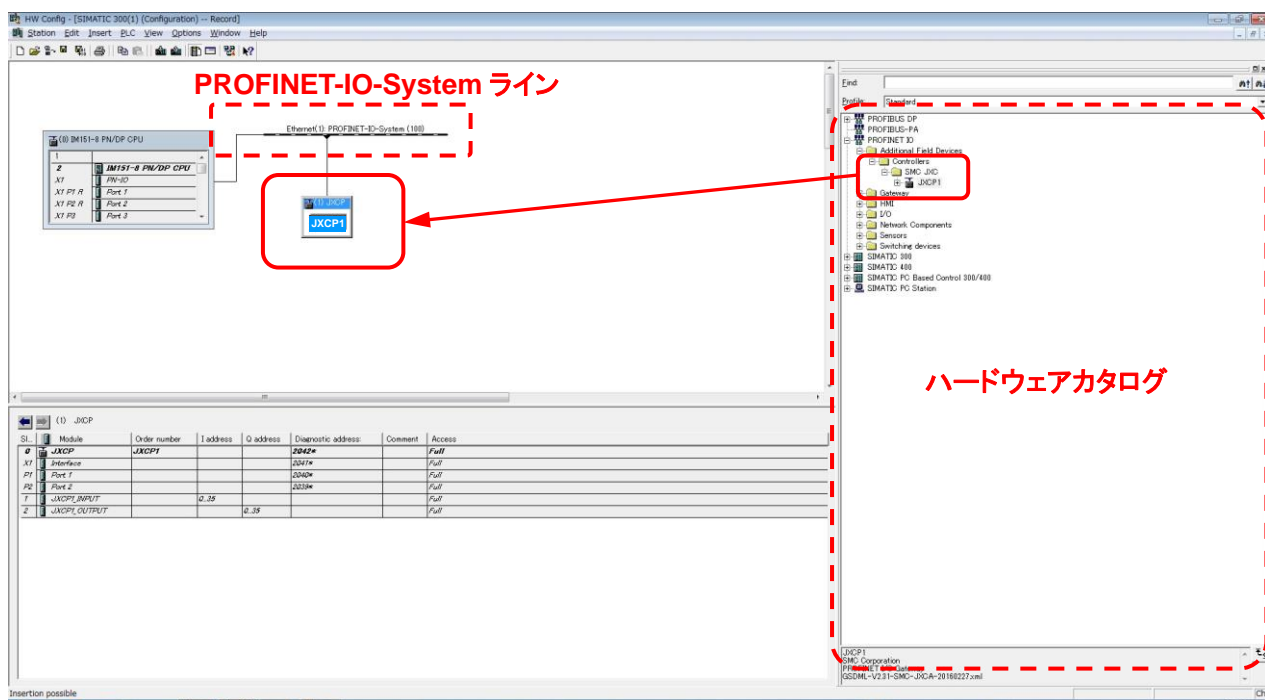 HW Config - [SIMATIC 300(1) (Configuration) -- Record]
Station Edit Insert PLC View Options Window Help
PROFINET-IO-System ライン
Ethernet(1): PROFINET-IO-System (100)
(0) IM151-8 PN/DP CPU
1
2 IM151-8 PN/DP CPU
X1 PN-IO
X1 P1 R Port 1
X1 P2 R Port 2
X1 P3 Port 3
(1) JXCP
JXCP1
Find:
Profile: Standard
PROFIBUS DP
PROFIBUS-PA
PROFINET IO
Additional Field Devices
Controllers
SMC JXC
JXCP1
Gateway
HMI
I/O
Network Components
Sensors
Switching devices
SIMATIC 300
SIMATIC 400
SIMATIC PC Based Control 300/400
SIMATIC PC Station
ハードウェアカタログ
(1) JXCP
Sl... Module Order number I address Q address Diagnostic address: Comment Access
0 JXCP JXCP1 2042* Full
X1 Interface 2041* Full
P1 Port 1 2040* Full
P2 Port 2 2039* Full
1 JXCP1_INPUT 0..35 Full
2 JXCP1_OUTPUT 0..35 Full
JXCP1
SMC Corporation
PROFINET I/O Gateway
GSDML-V2.31-SMC-JXCA-20160227.xml
Insertion possible
Ch